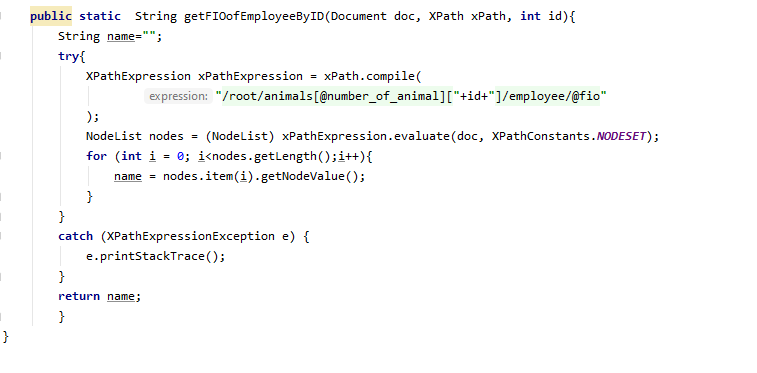 public static  String getFIOofEmployeeByID(Document doc, XPath xPath, int id){
    String name="";
    try{
        XPathExpression xPathExpression = xPath.compile(
                expression: "/root/animals[@number_of_animal]["+id+"]/employee/@fio"
        );
        NodeList nodes = (NodeList) xPathExpression.evaluate(doc, XPathConstants.NODESET);
        for (int i = 0; i<nodes.getLength();i++){
            name = nodes.item(i).getNodeValue();
        }
    }
    catch (XPathExpressionException e) {
        e.printStackTrace();
    }
    return name;
    }
}